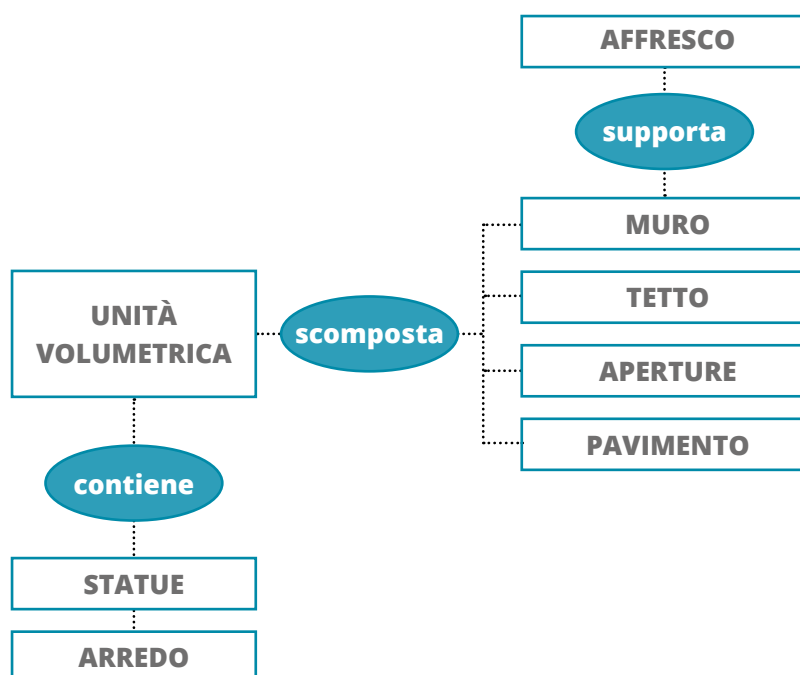 AFFRESCO
supporta
MURO
TETTO
UNITÀ
VOLUMETRICA
scomposta
APERTURE
PAVIMENTO
contiene
STATUE
ARREDO